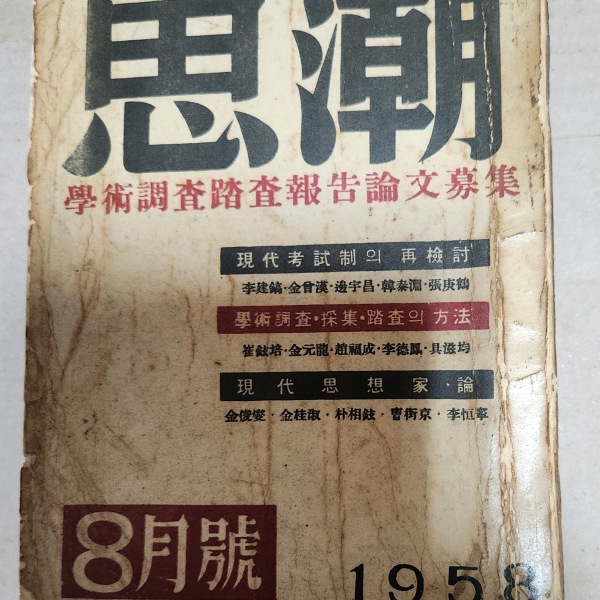 思潮
學術調査踏査報告論文募集
現代考試制의 再檢討
李建鎬·金曾漢·邊宇昌·韓泰淵·張庚鶴
學術調査·採集·踏査의 方法
崔鉉培·金元龍·趙福成·李德鳳·具滋均
現代思想家·論
金俊燮·金桂淑·朴相鉉·曹街京·李恒寧
8月號
1958